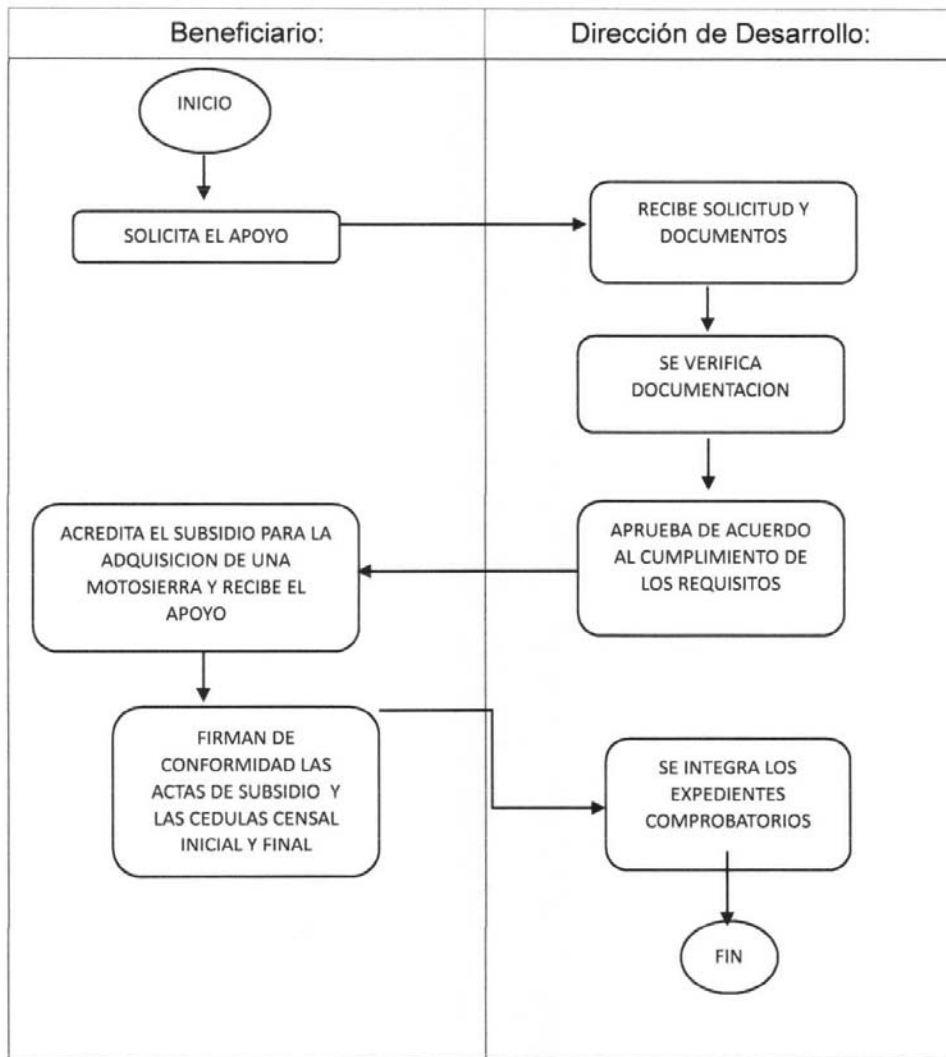 Beneficiario:
Dirección de Desarrollo:
INICIO
SOLICITA EL APOYO
RECIBE SOLICITUD Y
DOCUMENTOS
SE VERIFICA
DOCUMENTACION
APRUEBA DE ACUERDO
AL CUMPLIMIENTO DE
LOS REQUISITOS
ACREDITA EL SUBSIDIO PARA LA
ADQUISICION DE UNA
MOTOSIERRA Y RECIBE EL
APOYO
FIRMAN DE
CONFORMIDAD LAS
ACTAS DE SUBSIDIO Y
LAS CEDULAS CENSAL
INICIAL Y FINAL
SE INTEGRA LOS
EXPEDIENTES
COMPROBATORIOS
FIN